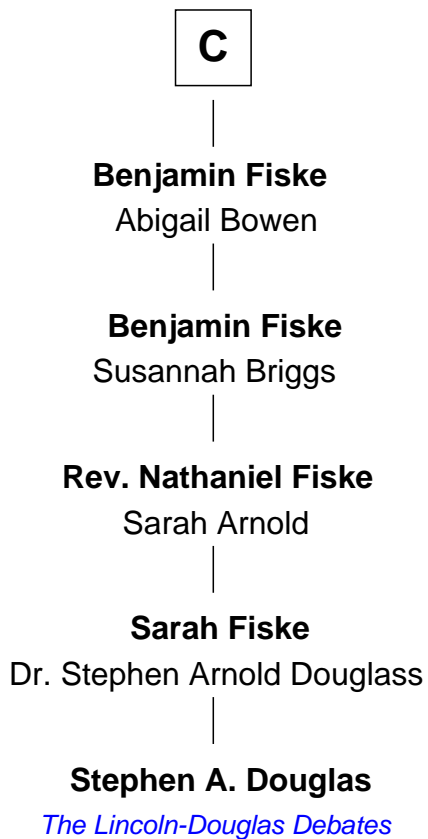 C
Benjamin Fiske
Abigail Bowen
Benjamin Fiske
Susannah Briggs
Rev. Nathaniel Fiske
Sarah Arnold
Sarah Fiske
Dr. Stephen Arnold Douglass
Stephen A. Douglas
The Lincoln-Douglas Debates